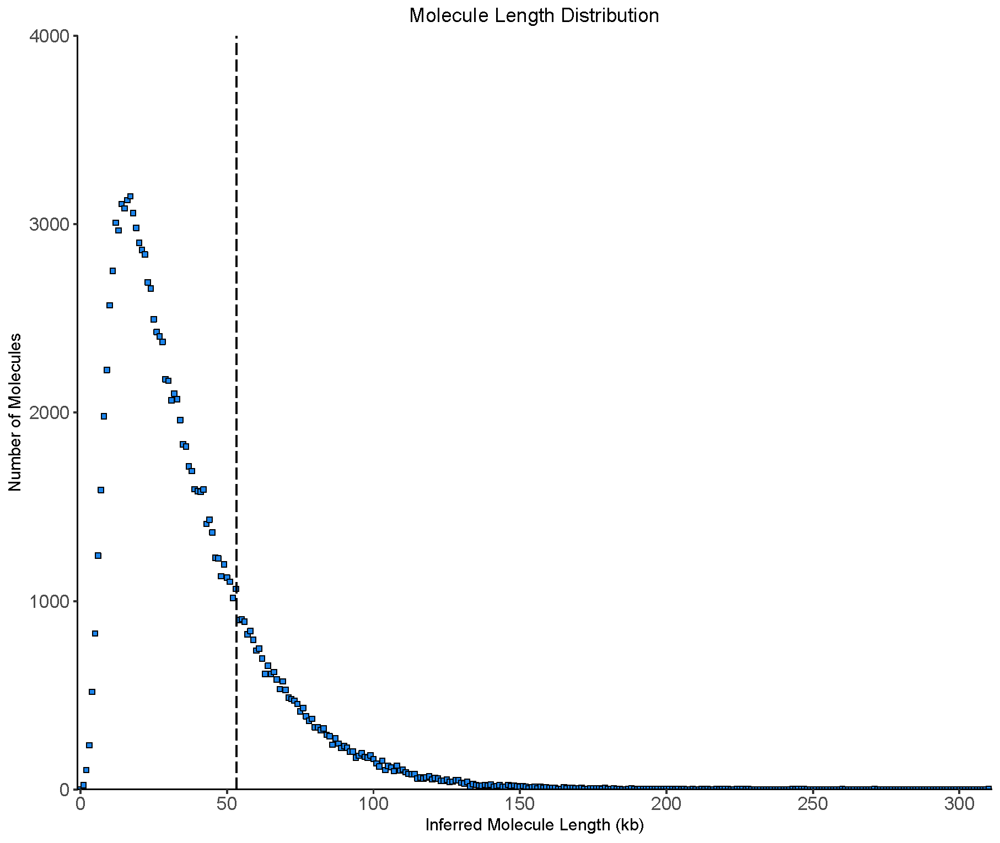 Molecule Length Distribution
4000
3000
2000
1000
0
Number of Molecules
0 50 100 150 200 250 300
Inferred Molecule Length (kb)